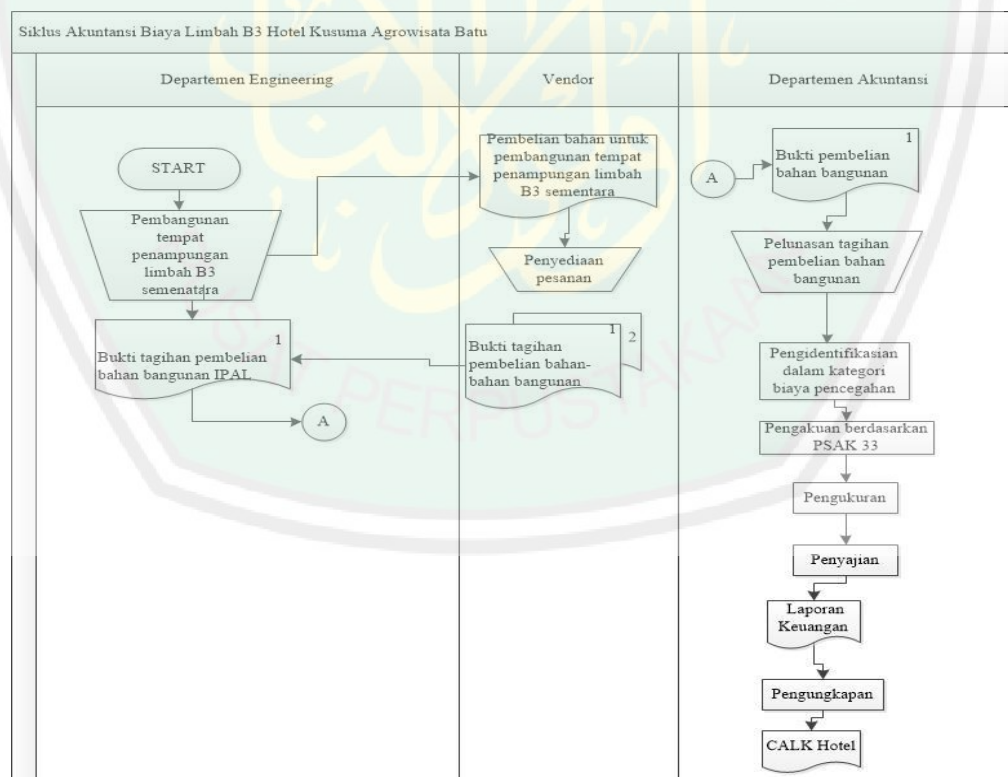 Siklus Akuntansi Biaya Limbah B3 Hotel Kusuma Agrowisata Batu
Departemen Engineering
Vendor
Departemen Akuntansi
START
Pembangunan
tempat
penampungan
limbah B3
semenatara
1
Bukti tagihan pembelian
bahan bangunan IPAL
A
Pembelian bahan untuk
pembangunan tempat
penampungan limbah
B3 sementara
Penyediaan
pesanan
1
2
Bukti tagihan
pembelian bahan-
bahan bangunan
A
1
Bukti pembelian
bahan bangunan
Pelunasan tagihan
pembelian bahan
bangunan
Pengidentifikasian
dalam kategori
biaya pencegahan
Pengakuan berdasarkan
PSAK 33
Pengukuran
Penyajian
Laporan
Keuangan
Pengungkapan
CALK Hotel
PERPUSTAKAAN